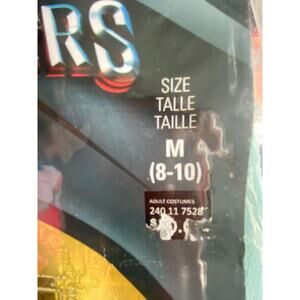 RS
SIZE
TALLE
TAILLE
M
(8-10)
ADULT COSTUMES
240 11 7528